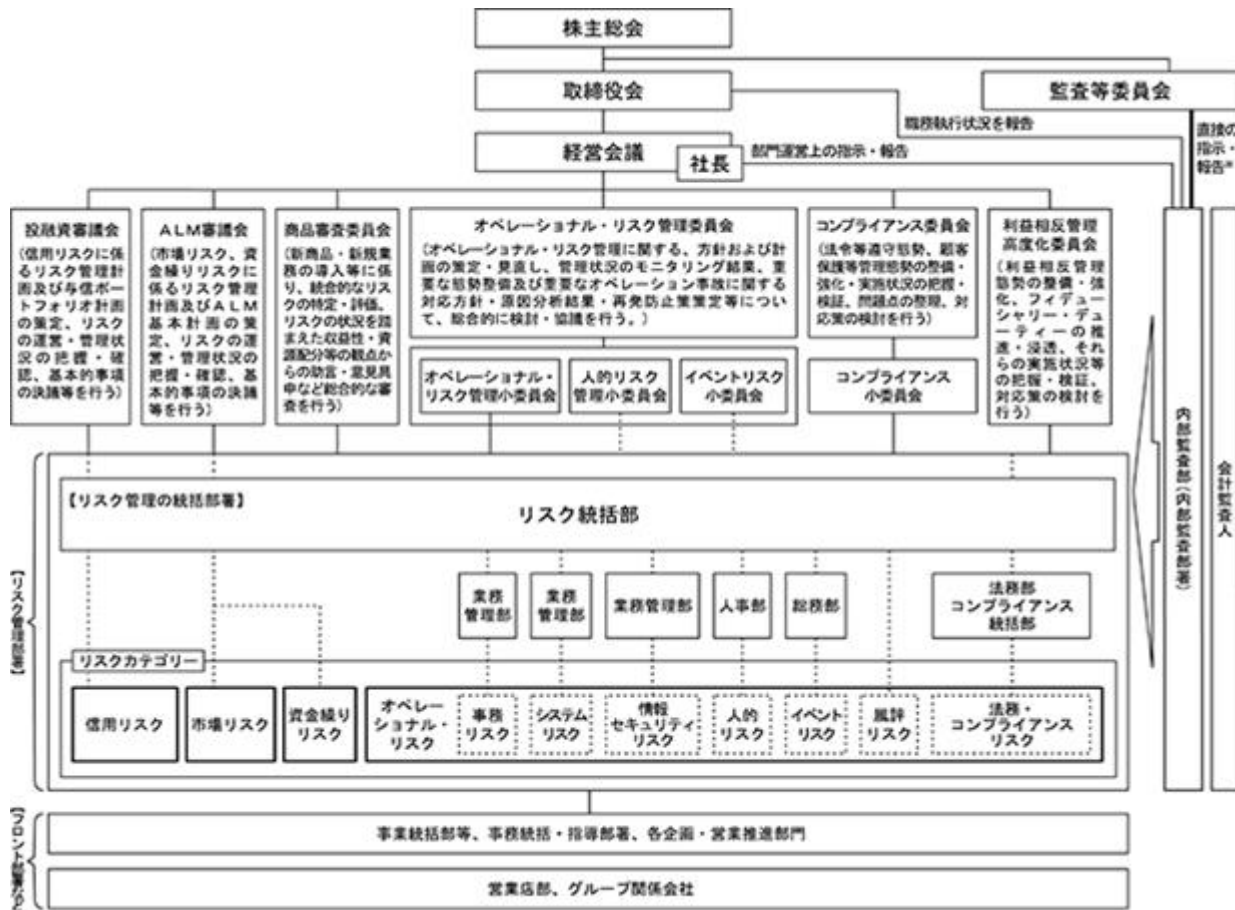 株主総会
取締役会
監査等委員会
職務執行状況を報告
直接の
指示・
報告※
経営会議
社長
部門運営上の指示・報告
投融資審議会
(信用リスクに係
るリスク管理計
画及び与信ポー
トフォリオ計画
の策定、リスク
の運営・管理状
況の把握・確
認、基本的事項
の決議等を行う)
ALM審議会
(市場リスク、資
金繰りリスクに
係るリスク管理
計画及びALM
基本計画の策
定、リスクの運
営・管理状況の
把握・確認、基
本的事項の決議
等を行う)
商品審査委員会
(新商品・新規業
務の導入等に係
り、統合的なリス
クの特定・評価、
リスクの状況を踏
まえた収益性・資
源配分等の観点か
らの助言・意見具
申など総合的な審
査を行う)
オペレーショナル・リスク管理委員会
(オペレーショナル・リスク管理に関する、方針および計
画の策定・見直し、管理状況のモニタリング結果、重
要な態勢整備及び重要なオペレーション事故に関する
対応方針・原因分析結果・再発防止策策定等につい
て、総合的に検討・協議を行う。)
オペレーショナル・
リスク管理小委員会
人的リスク
管理小委員会
イベントリスク
小委員会
コンプライアンス委員会
(法令等遵守態勢、顧客
保護等管理態勢の整備・
強化・実施状況の把握・
検証、問題点の整理、対
応策の検討を行う)
コンプライアンス
小委員会
利益相反管理
高度化委員会
(利益相反管理
態勢の整備・強
化、フィデュー
シャリー・デュ
ーティーの推
進・浸透、それ
らの実施状況等
の把握・検証、
対応策の検討を
行う)
内部監査部(内部監査部署)
会計監査人
【リスク管理部署】
【リスク管理の統括部署】
リスク統括部
業務
管理部
業務
管理部
業務管理部
人事部
総務部
法務部
コンプライアンス
統括部
リスクカテゴリー
信用リスク
市場リスク
資金繰り
リスク
オペレー
ショナル・
リスク
事務
リスク
システム
リスク
情報
セキュリティ
リスク
人的
リスク
イベント
リスク
風評
リスク
法務・
コンプライアンス
リスク
【フロント部署など】
事業統括部等、事務統括・指導部署、各企画・営業推進部門
営業店部、グループ関係会社